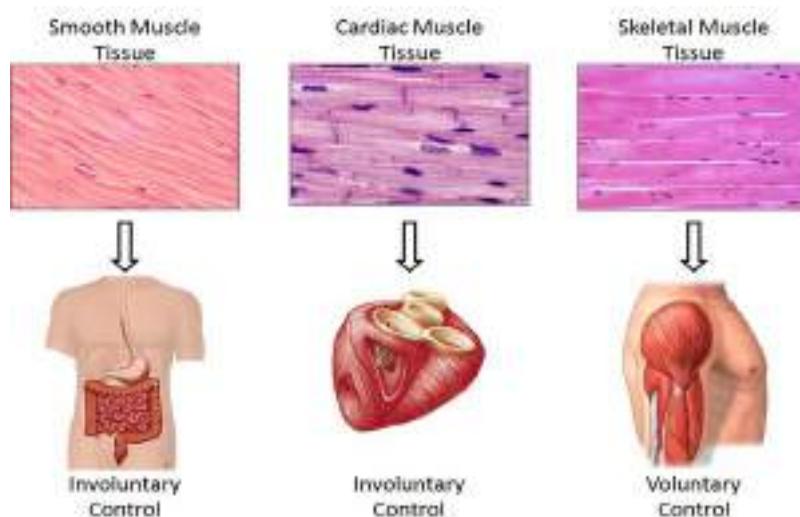 Smooth Muscle
Tissue
Cardiac Muscle
Tissue
Skeletal Muscle
Tissue
Involuntary
Control
Involuntary
Control
Voluntary
Control